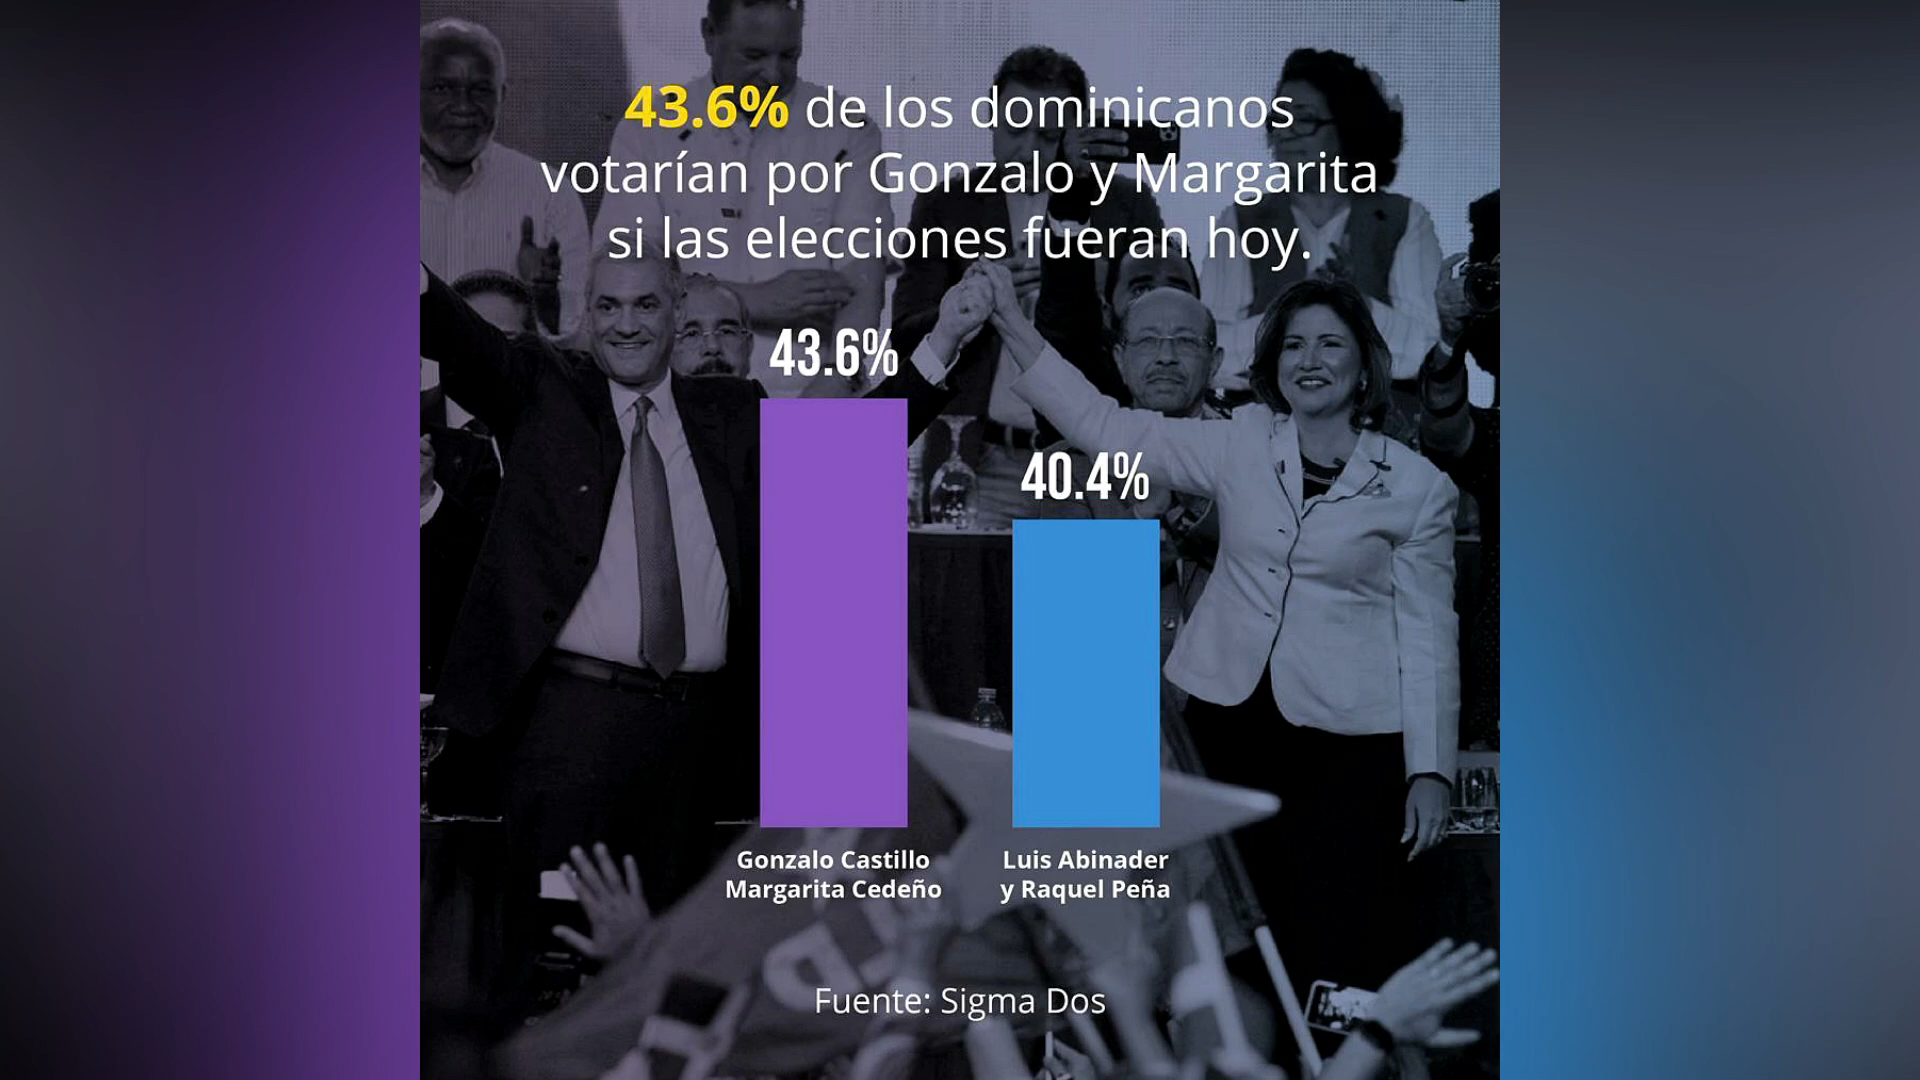 43.6% de los dominicanos
votarían por Gonzalo y Margarita
si las elecciones fueran hoy.
43.6%
40.4%
Gonzalo Castillo
Margarita Cedeño
Luis Abinader
y Raquel Peña
Fuente: Sigma Dos